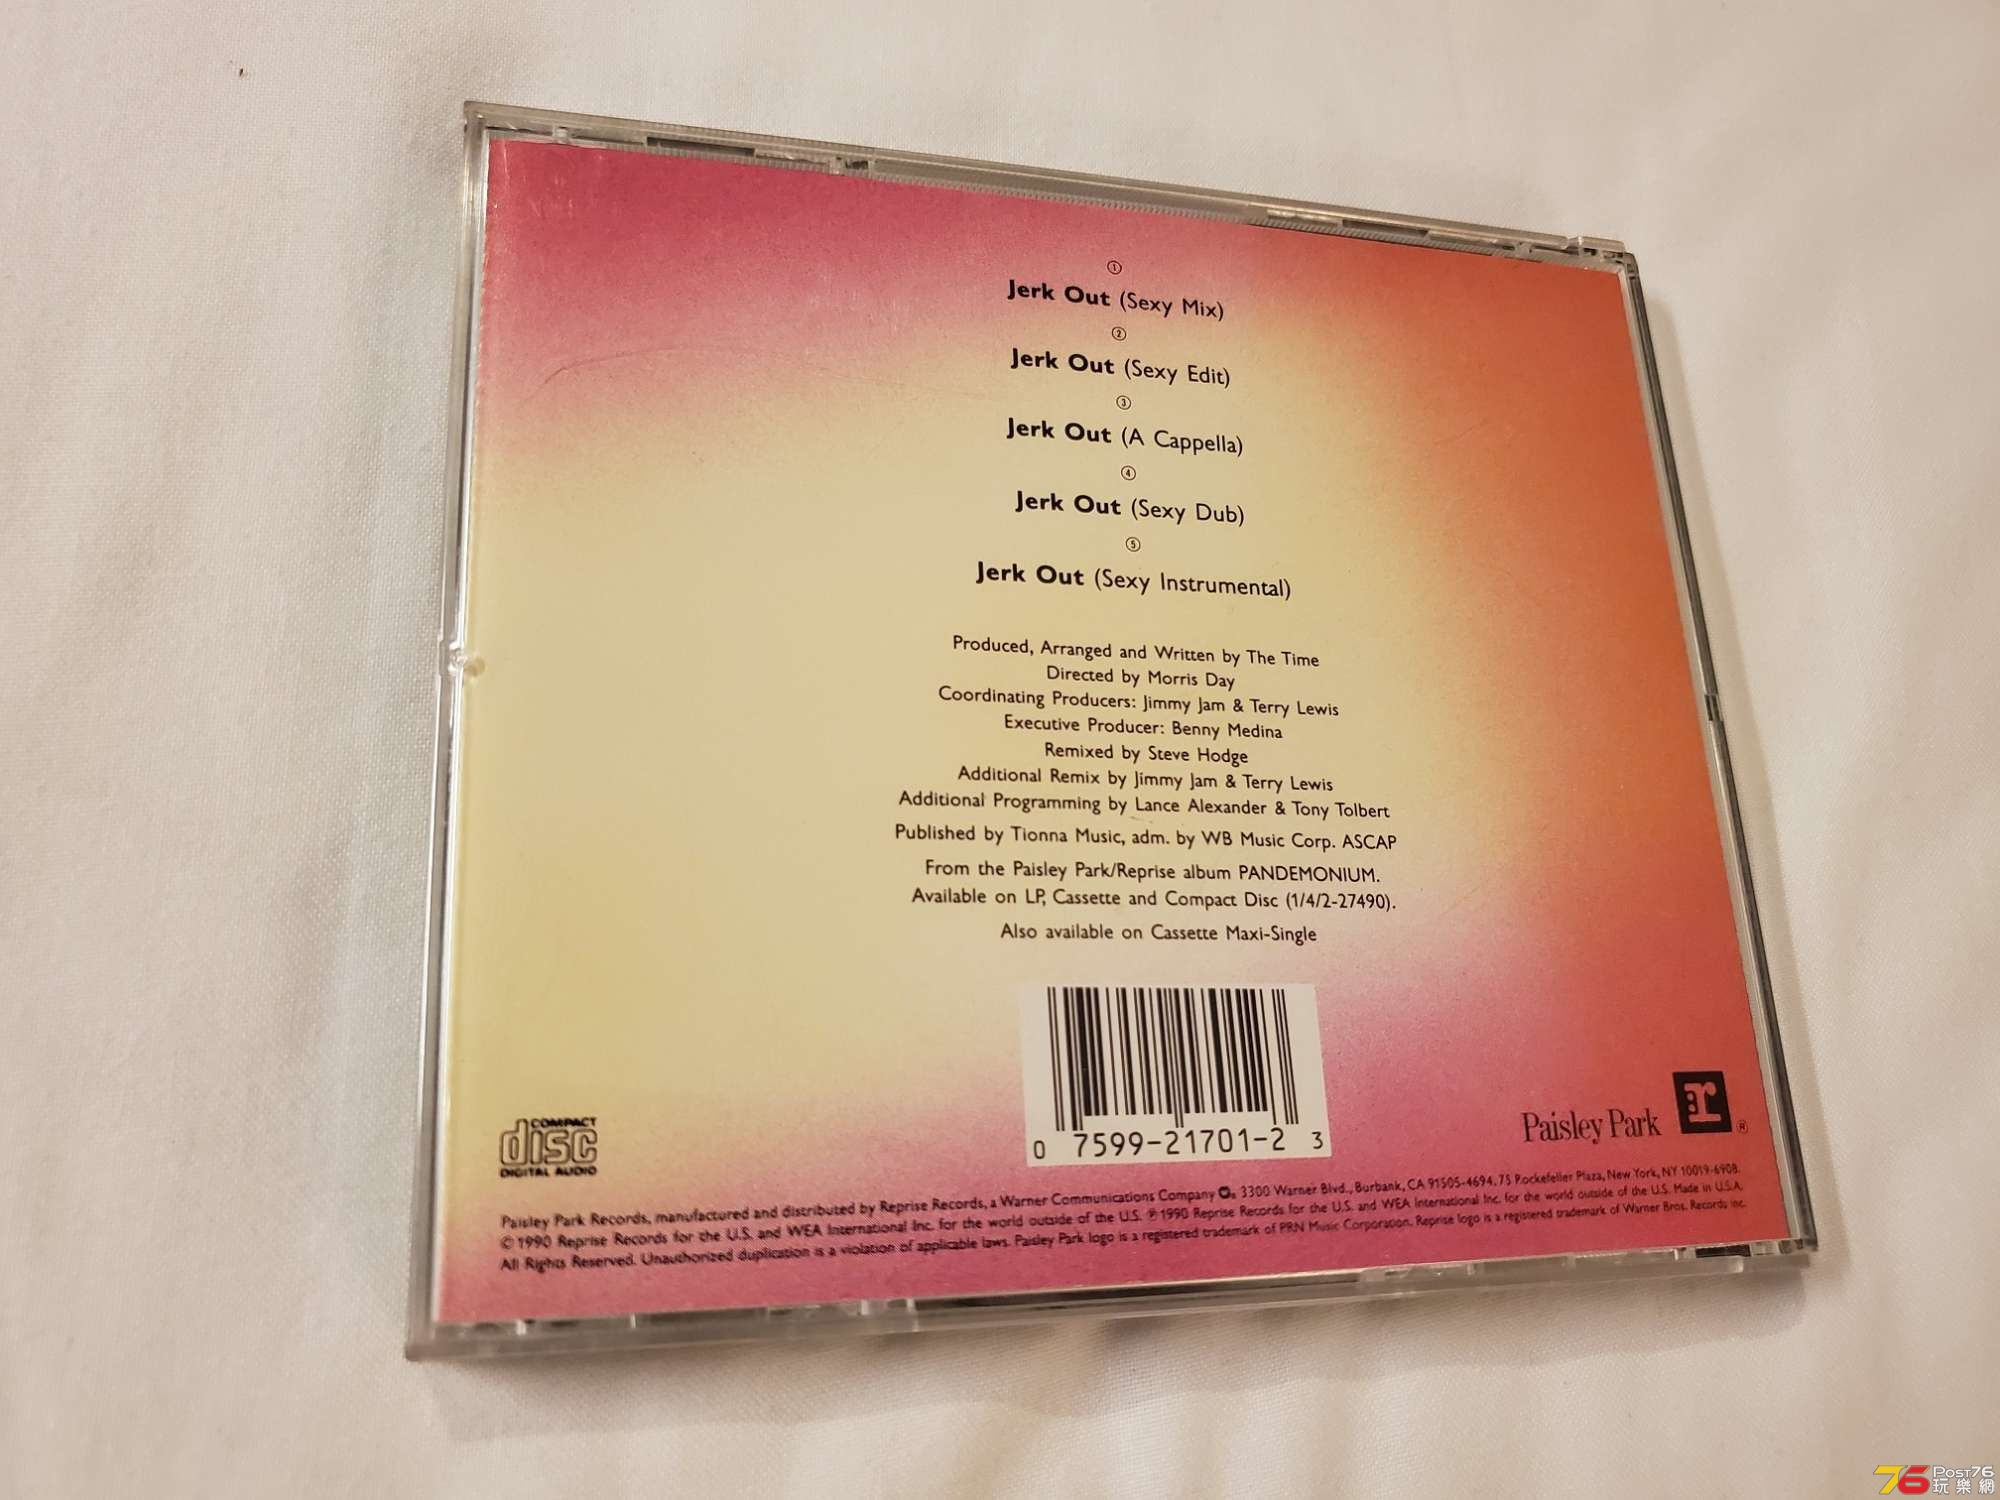 ①
Jerk Out (Sexy Mix)
②
Jerk Out (Sexy Edit)
③
Jerk Out (A Cappella)
④
Jerk Out (Sexy Dub)
⑤
Jerk Out (Sexy Instrumental)
Produced, Arranged and Written by The Time
Directed by Morris Day
Coordinating Producers: Jimmy Jam & Terry Lewis
Executive Producer: Benny Medina
Remixed by Steve Hodge
Additional Remix by Jimmy Jam & Terry Lewis
Additional Programming by Lance Alexander & Tony Tolbert
Published by Tionna Music, adm. by WB Music Corp. ASCAP
From the Paisley Park/Reprise album PANDEMONIUM.
Available on LP, Cassette and Compact Disc (1/4/2-27490).
Also available on Cassette Maxi-Single
0 7599-21701-2 3
COMPACT
disc
DIGITAL AUDIO
Paisley Park r ®
Paisley Park Records, manufactured and distributed by Reprise Records, a Warner Communications Company 3300 Warner Blvd., Burbank, CA 91505-4694. 75 Rockefeller Plaza, New York, NY 10019-6908.
© 1990 Reprise Records for the U.S. and WEA International Inc. for the world outside of the U.S. ℗ 1990 Reprise Records for the U.S. and WEA International Inc. for the world outside of the U.S. Made in U.S.A.
All Rights Reserved. Unauthorized duplication is a violation of applicable laws. Paisley Park logo is a registered trademark of PRN Music Corporation. Reprise logo is a registered trademark of Warner Bros. Records Inc.
76 Post76
玩樂網